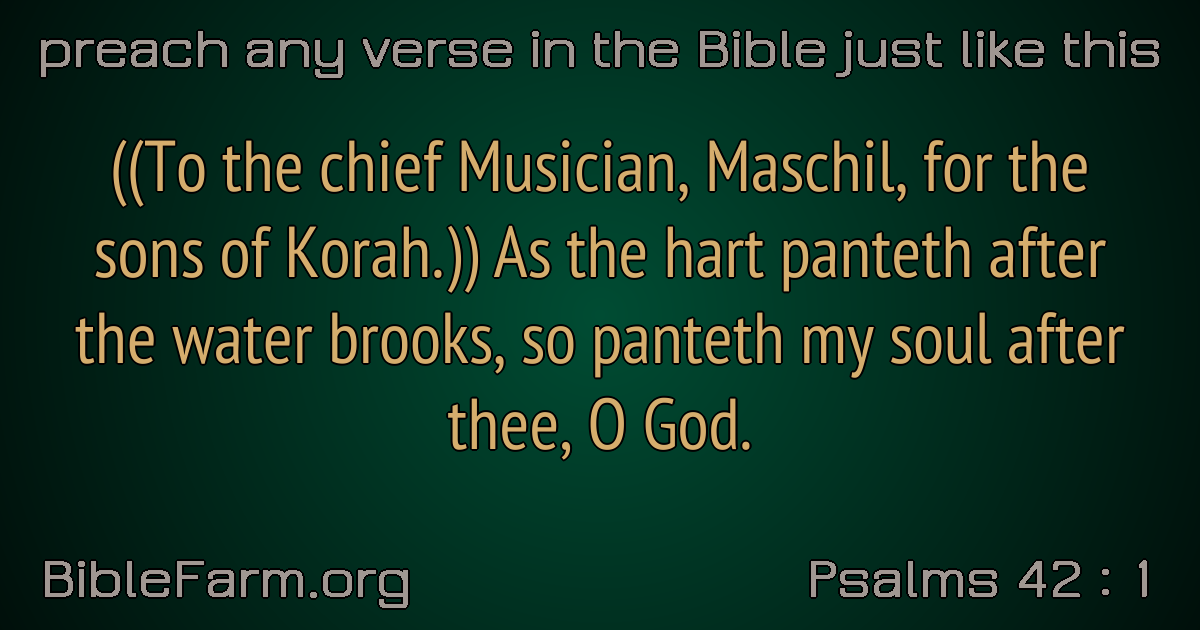 preach any verse in the Bible just like this
((To the chief Musician, Maschil, for the
sons of Korah.)) As the hart panteth after
the water brooks, so panteth my soul after
thee, O God.
BibleFarm.org
Psalms 42 : 1